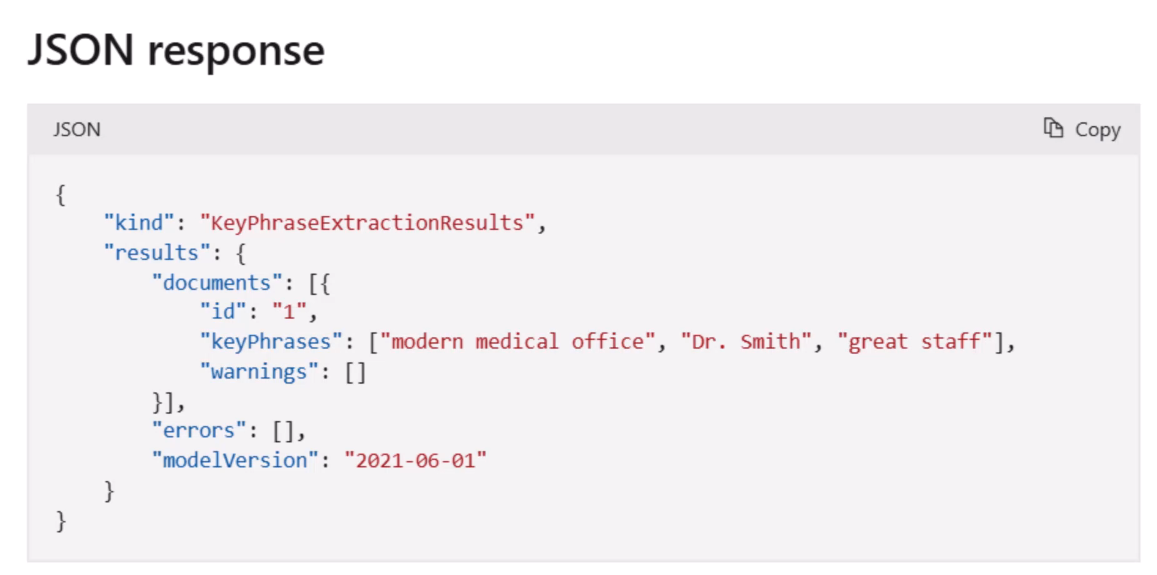 JSON response
JSON
Copy
{
    "kind": "KeyPhraseExtractionResults",
    "results": {
        "documents": [{
            "id": "1",
            "keyPhrases": ["modern medical office", "Dr. Smith", "great staff"],
            "warnings": []
        }],
        "errors": [],
        "modelVersion": "2021-06-01"
    }
}